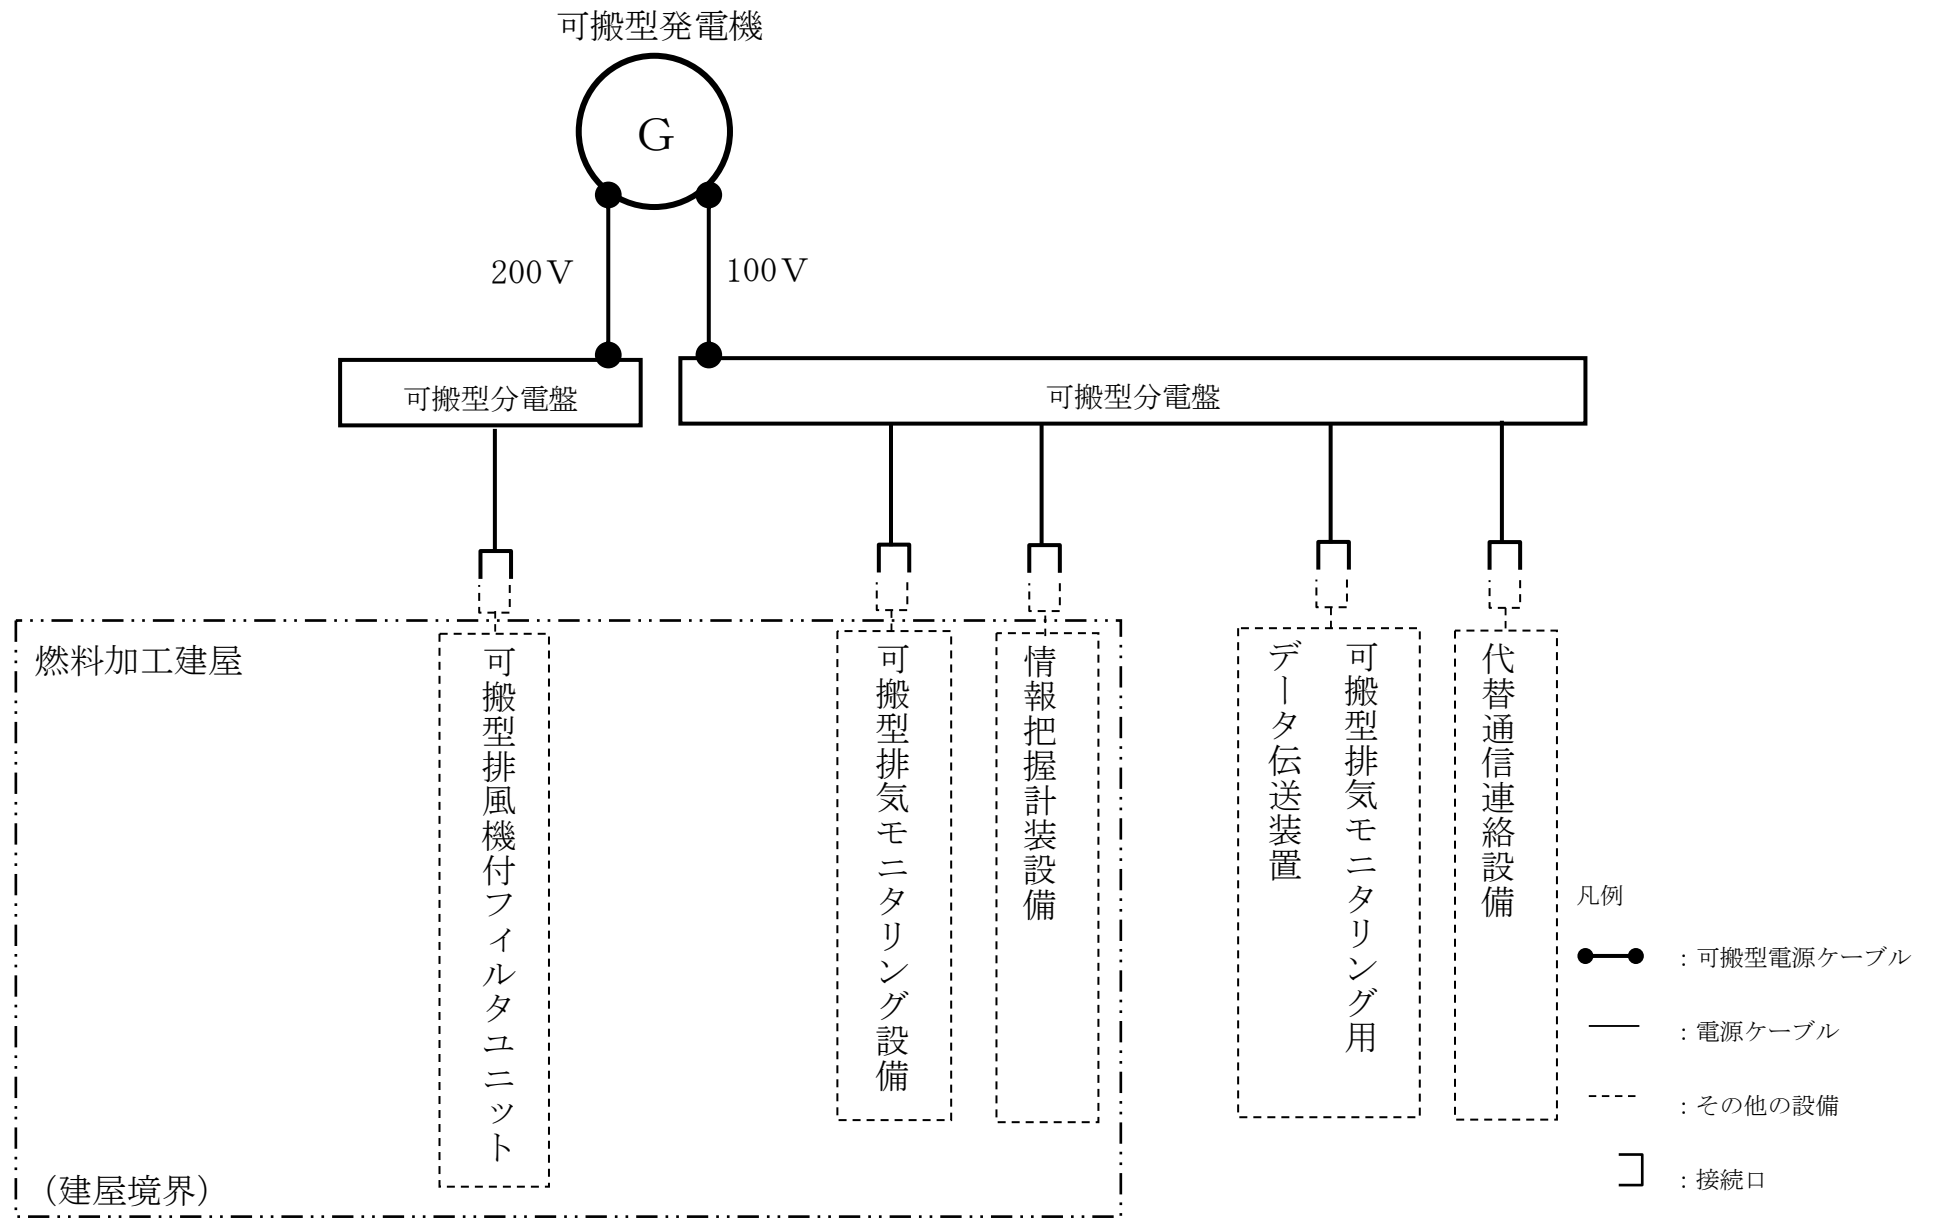 可搬型発電機
G
200V
100V
可搬型分電盤
可搬型分電盤
燃料加工建屋
可搬型排風機付フィルタユニット
可搬型排気モニタリング設備
情報把握計装設備
可搬型排気モニタリング用
データ伝送装置
代替通信連絡設備
(建屋境界)
凡例
:可搬型電源ケーブル
:電源ケーブル
:その他の設備
:接続口